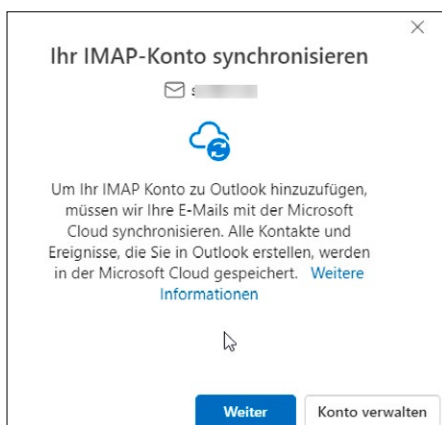 Ihr IMAP-Konto synchronisieren
Um Ihr IMAP Konto zu Outlook hinzuzufügen,
müssen wir Ihre E-Mails mit der Microsoft
Cloud synchronisieren. Alle Kontakte und
Ereignisse, die Sie in Outlook erstellen, werden
in der Microsoft Cloud gespeichert. Weitere
Informationen
Weiter
Konto verwalten